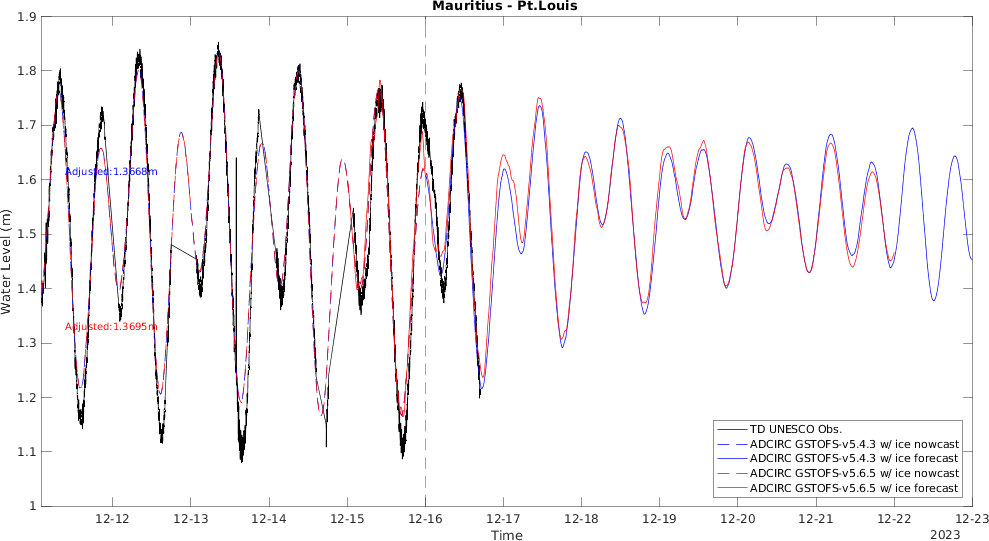 Mauritius - Pt.Louis
1.9
1.8
1.7
1.6
1.5
1.4
1.3
1.2
1.1
1
Water Level (m)
Adjusted:1.3668m
Adjusted:1.3695m
TD UNESCO Obs.
ADCIRC GSTOFS-v5.4.3 w/ ice nowcast
ADCIRC GSTOFS-v5.4.3 w/ ice forecast
ADCIRC GSTOFS-v5.6.5 w/ ice nowcast
ADCIRC GSTOFS-v5.6.5 w/ ice forecast
12-12 12-13 12-14 12-15 12-16 12-17 12-18 12-19 12-20 12-21 12-22 12-23
Time
2023